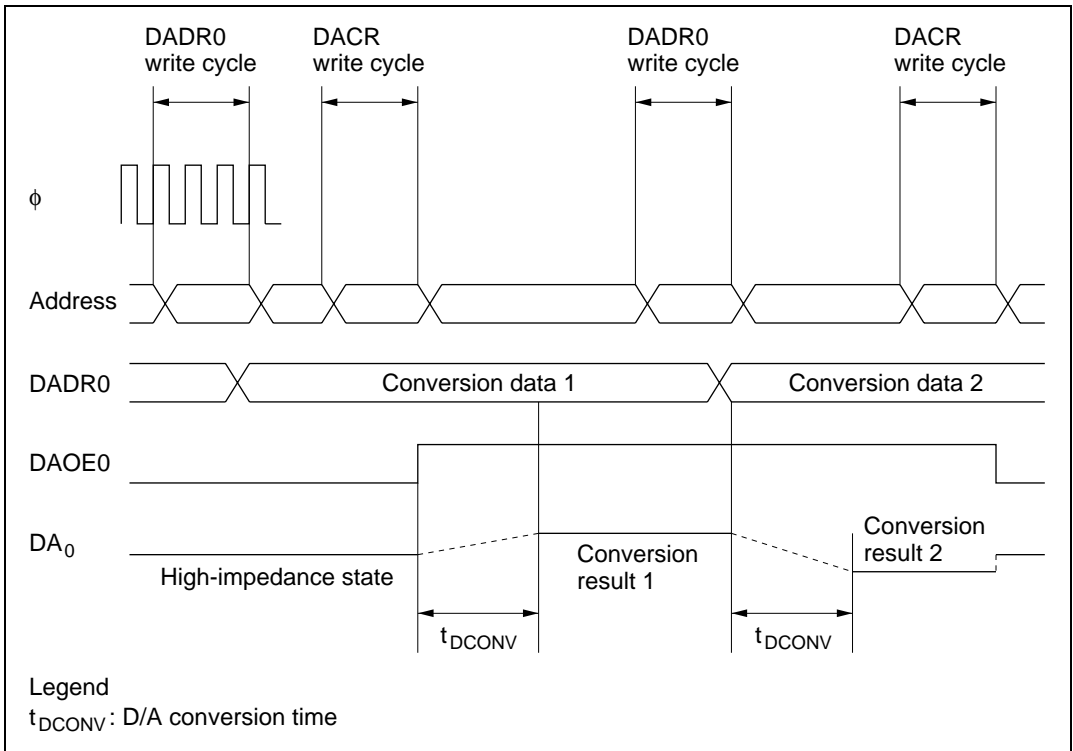 DADR0
write cycle
DACR
write cycle
DADR0
write cycle
DACR
write cycle
ϕ
Address
DADR0
Conversion data 1
Conversion data 2
DAOE0
DA0
High-impedance state
Conversion
result 1
Conversion
result 2
tDCONV
tDCONV
Legend
tDCONV : D/A conversion time